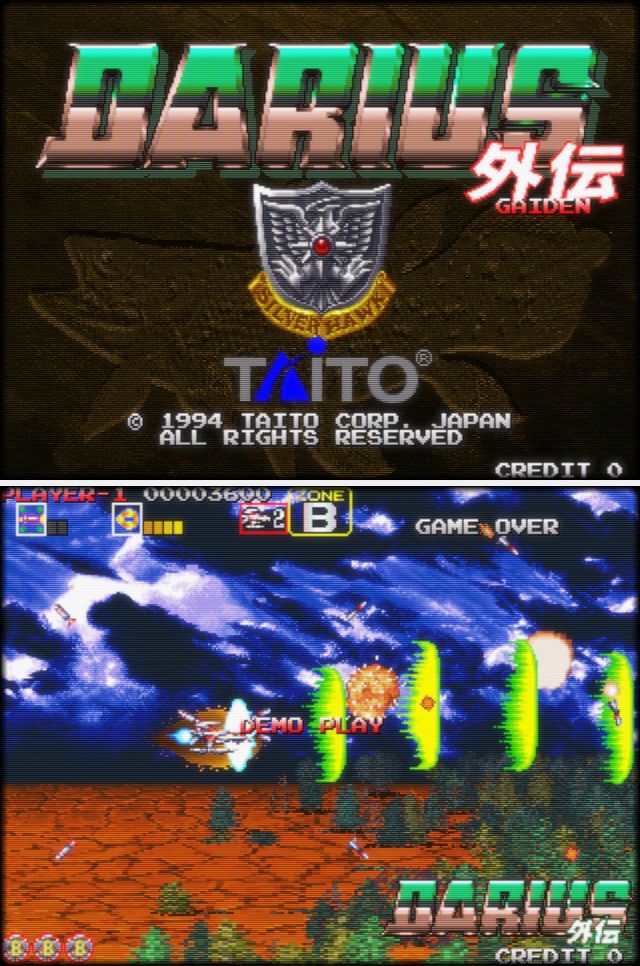 DARIUS
外伝
GAIDEN
SILVER HAWK
TAITO®
© 1994 TAITO CORP. JAPAN
ALL RIGHTS RESERVED
CREDIT 0
PLAYER-1 00003600
ZONE
B
2
GAME OVER
DEMO PLAY
DARIUS
外伝
B B B
CREDIT 0